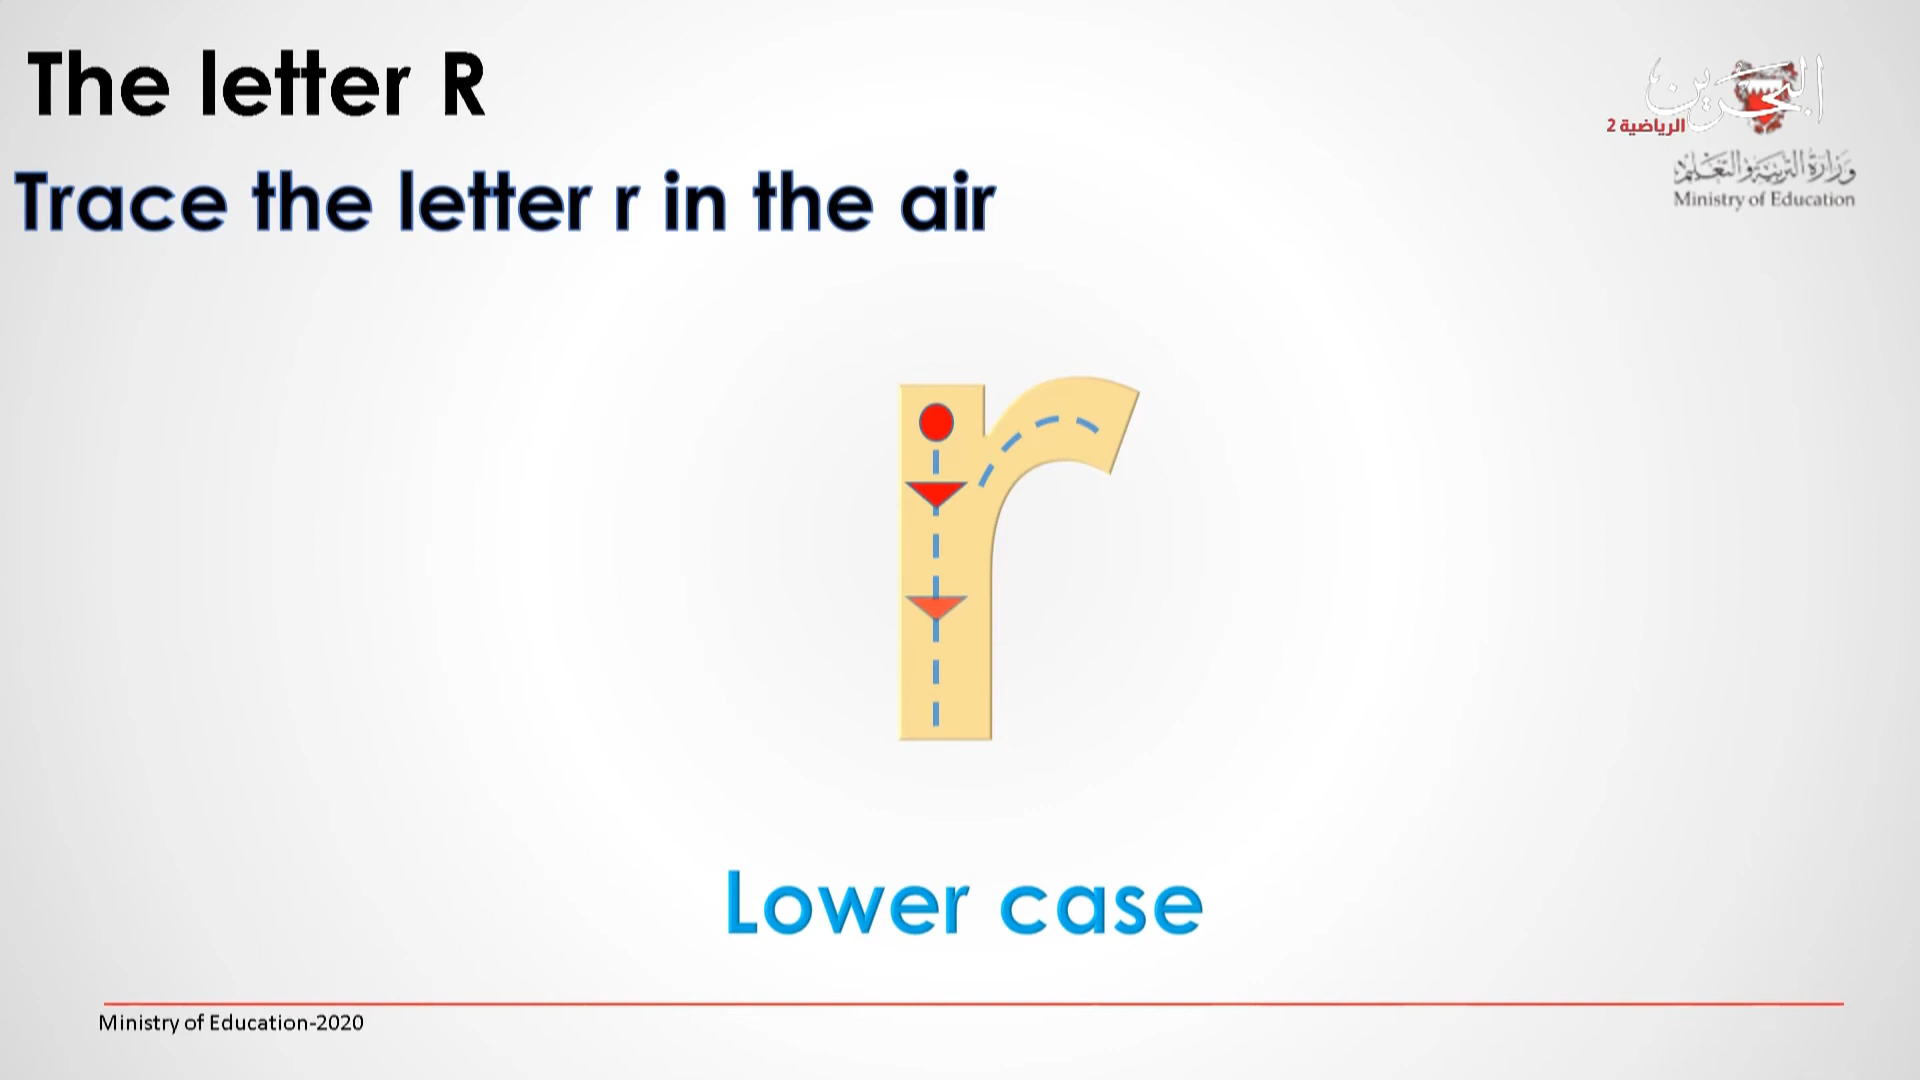 The letter R
Trace the letter r in the air
البحرين
الرياضية 2
وزارة التربية والتعليم
Ministry of Education
r
Lower case
Ministry of Education-2020